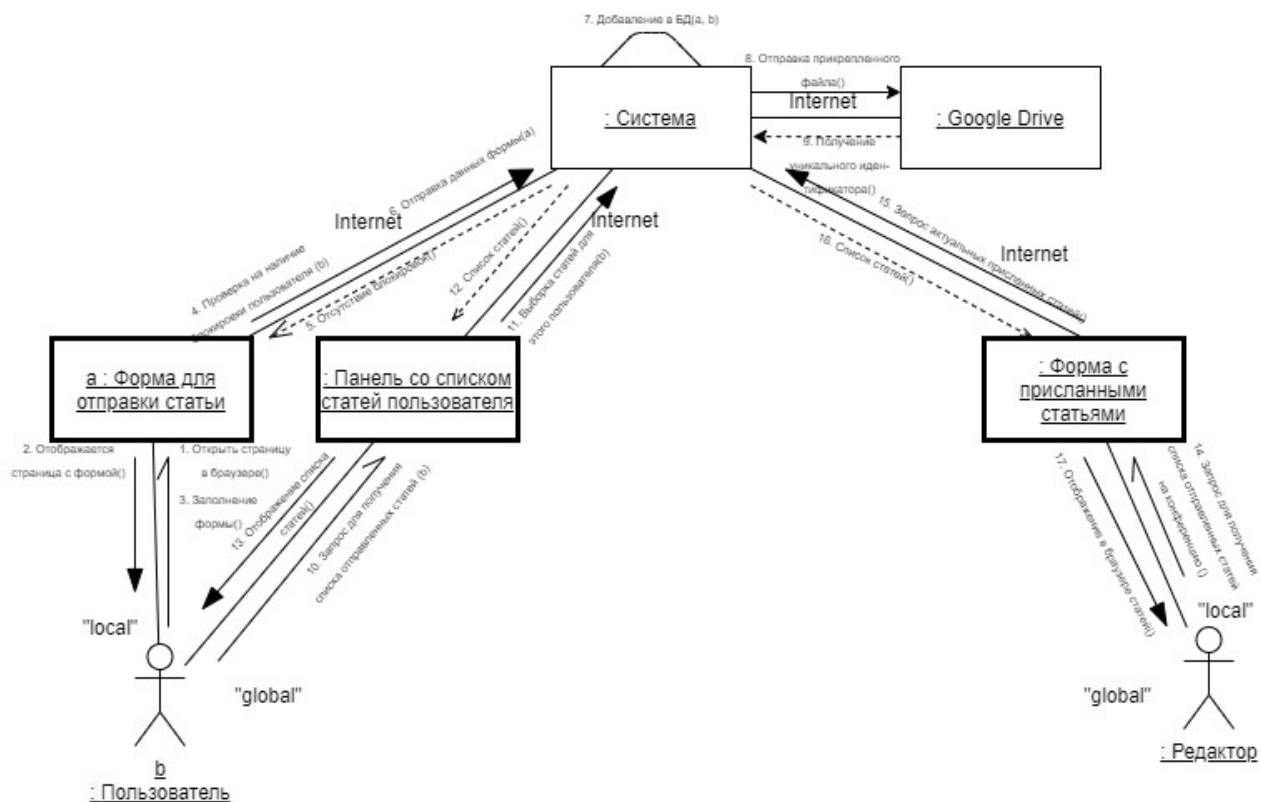 7. Добавление в БД(a, b)
8. Отправка прикрепленного
файла()
Internet
: Система
: Google Drive
9. Получение
уникального иден-
тификатора()
6. Отправка данных формы(a)
Internet
4. Проверка на наличие
блокировки пользователя (b)
5. Отсутствие блокировой()
12. Список статей()
Internet
11. Выборка статей для
этого пользователя(b)
15. Запрос актуальных присланных статей()
16. Список статей()
Internet
a : Форма для
отправки статьи
: Панель со списком
статей пользователя
: Форма с
присланными
статьями
2. Отображается
страница с формой()
1. Открыть страницу
в браузере()
3. Заполнение
формы()
13. Отображение списка
статей()
10. Запрос для получения
списка отправленных статей (b)
17. Отображение в браузере статей()
14. Запрос для получения
списка отправленных статей
на конференцию ()
"local"
"global"
"local"
"global"
b
: Пользователь
: Редактор